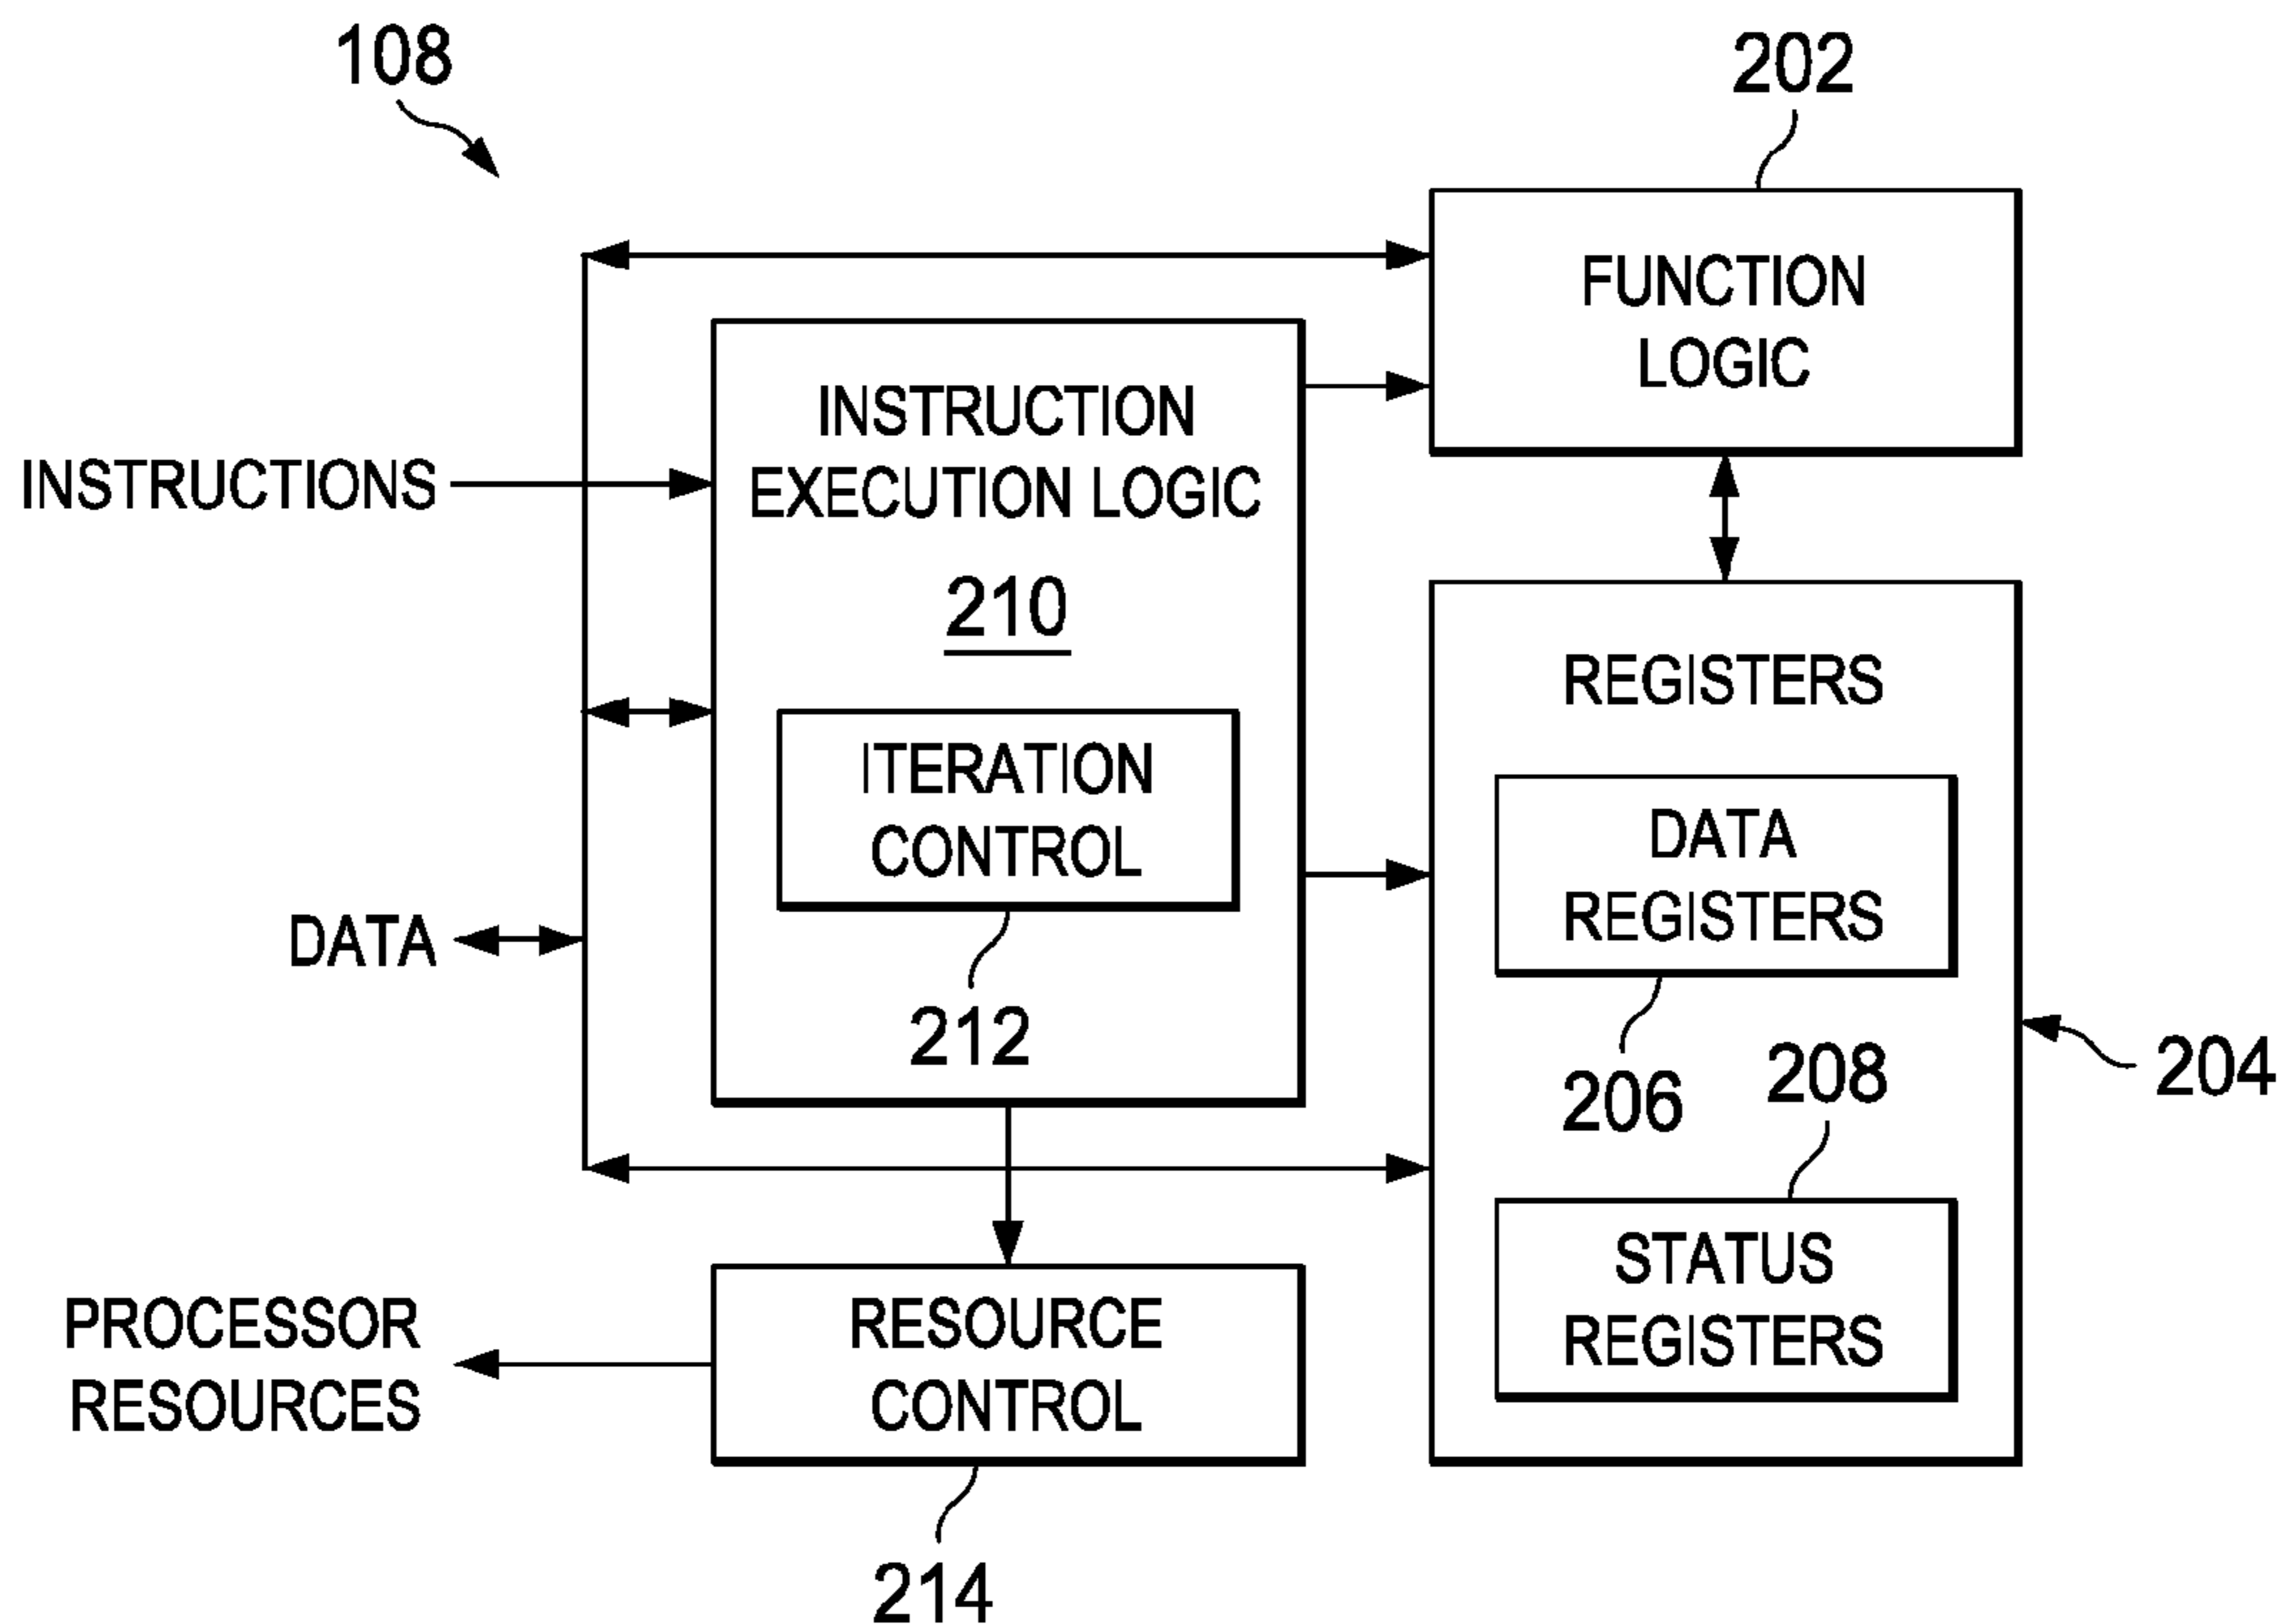 108
202
FUNCTION
LOGIC
INSTRUCTION
EXECUTION LOGIC
210
INSTRUCTIONS
ITERATION
CONTROL
212
DATA
REGISTERS
DATA
REGISTERS
206
208
204
STATUS
REGISTERS
PROCESSOR
RESOURCES
RESOURCE
CONTROL
214